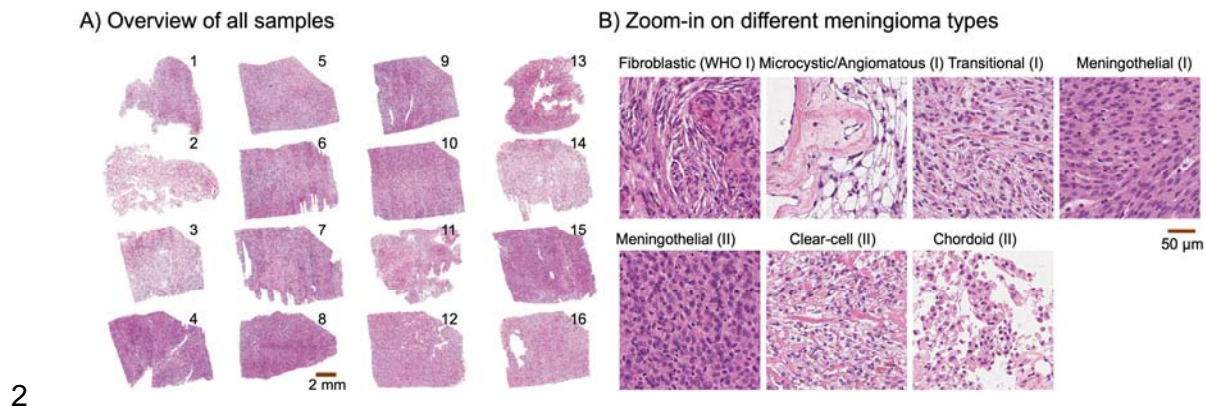 A) Overview of all samples
1 5 9 13
2 6 10 14
3 7 11 15
4 8 12 16
2 mm
B) Zoom-in on different meningioma types
Fibroblastic (WHO I) Microcystic/Angiomatous (I) Transitional (I) Meningothelial (I)
50 µm
Meningothelial (II) Clear-cell (II) Chordoid (II)
2